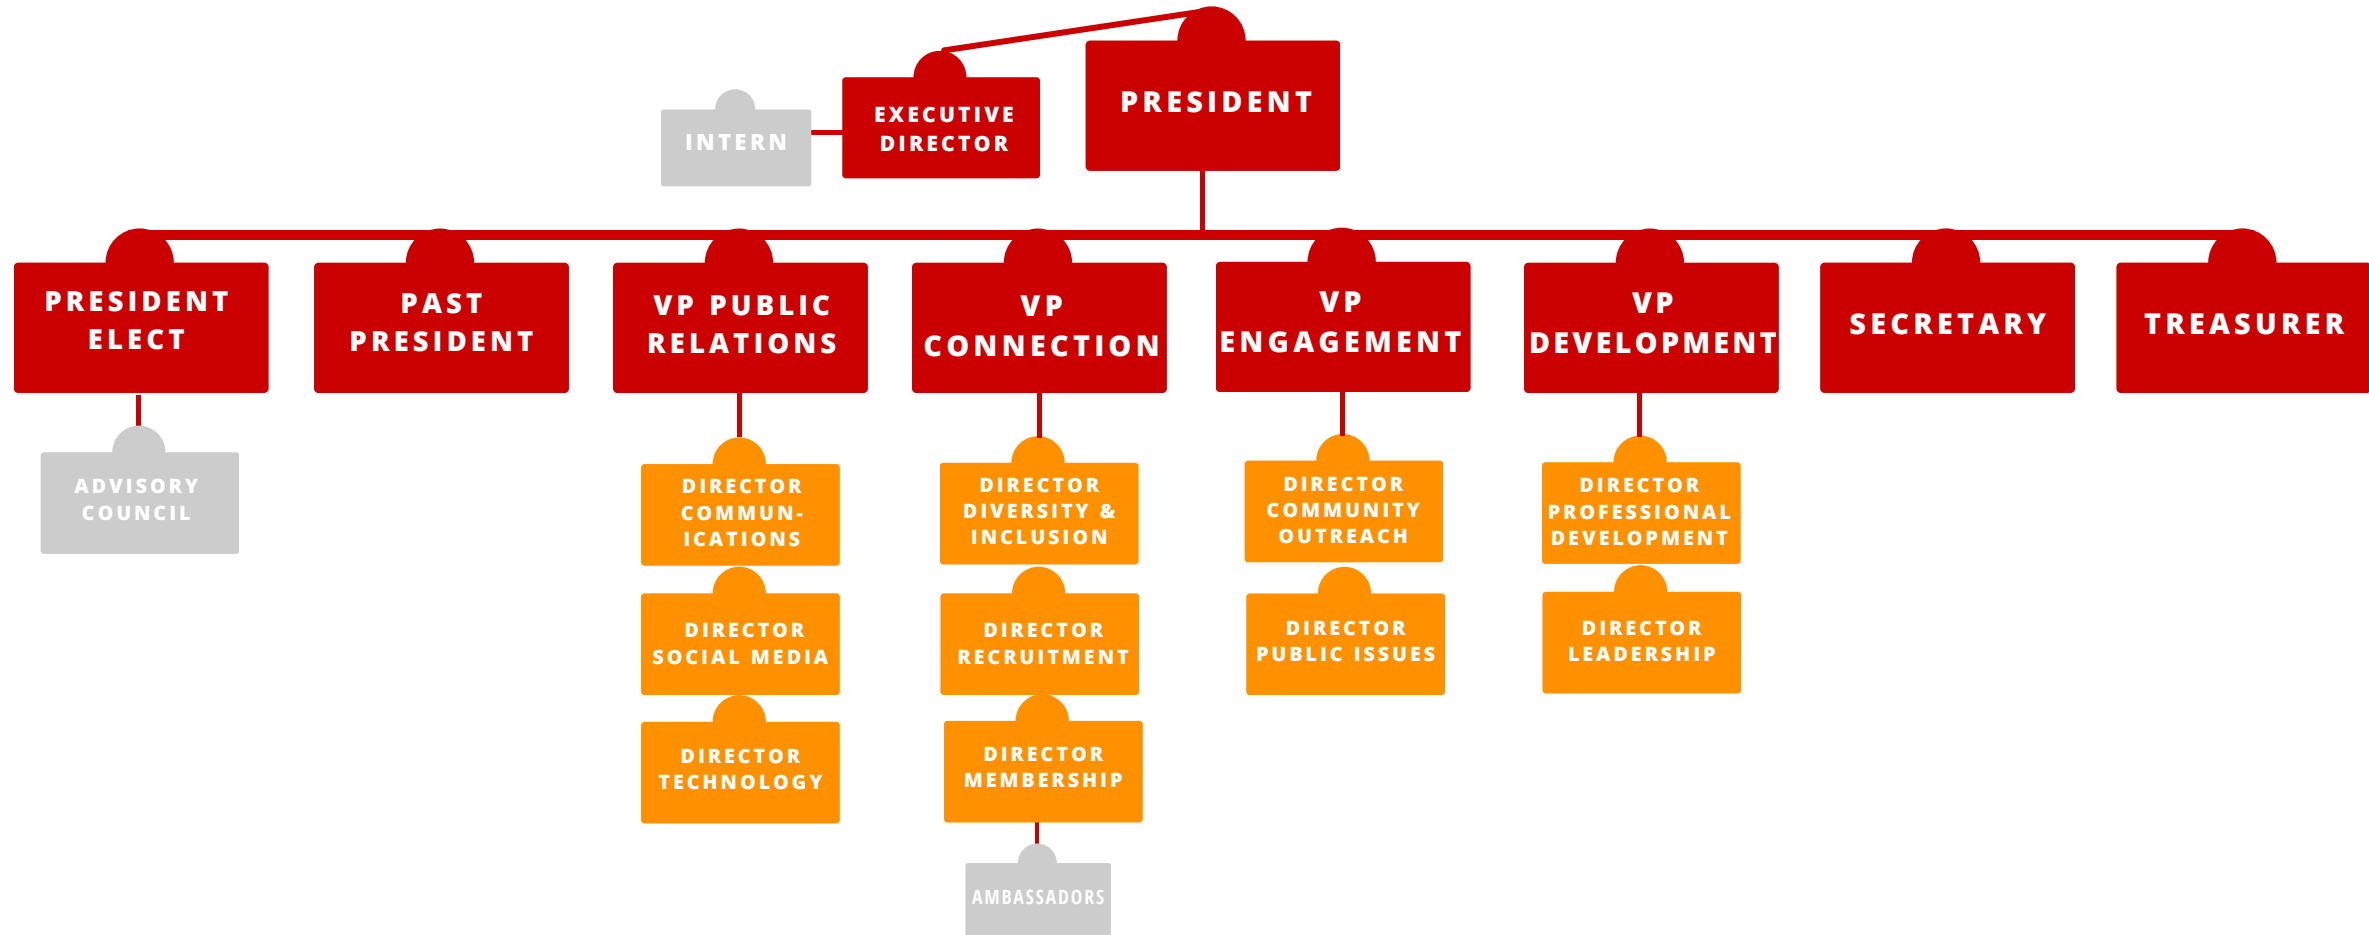 PRESIDENT
EXECUTIVE
DIRECTOR
INTERN
PRESIDENT
ELECT
PAST
PRESIDENT
VP PUBLIC
RELATIONS
VP
CONNECTION
VP
ENGAGEMENT
VP
DEVELOPMENT
SECRETARY
TREASURER
ADVISORY
COUNCIL
DIRECTOR
COMMUN-
ICATIONS
DIRECTOR
DIVERSITY &
INCLUSION
DIRECTOR
COMMUNITY
OUTREACH
DIRECTOR
PROFESSIONAL
DEVELOPMENT
DIRECTOR
SOCIAL MEDIA
DIRECTOR
RECRUITMENT
DIRECTOR
PUBLIC ISSUES
DIRECTOR
LEADERSHIP
DIRECTOR
TECHNOLOGY
DIRECTOR
MEMBERSHIP
AMBASSADORS